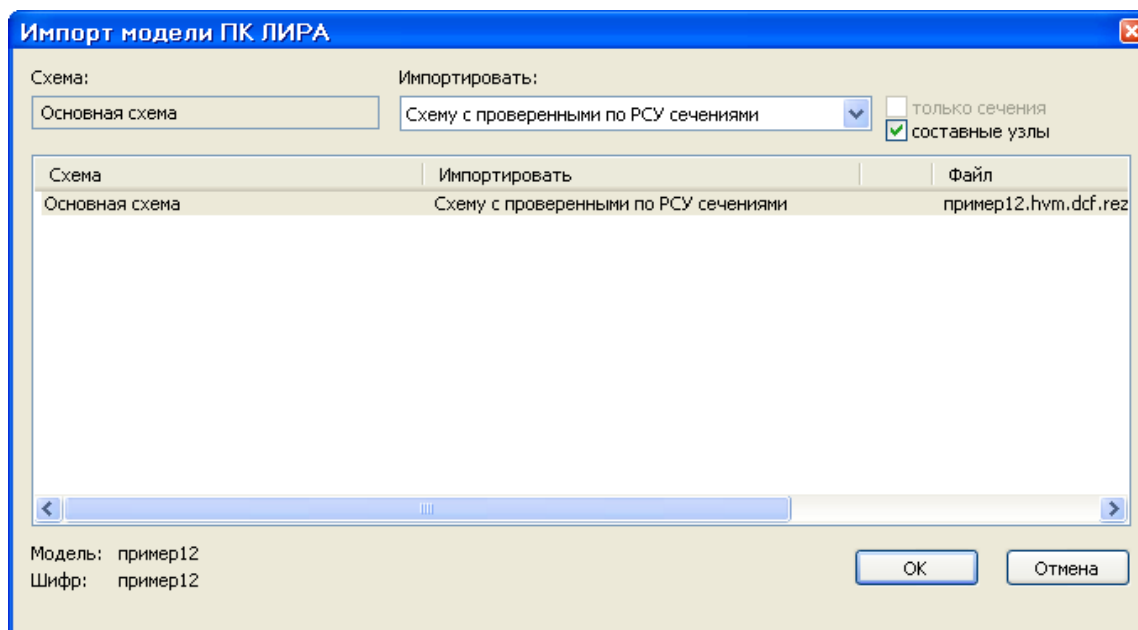 Импорт модели ПК ЛИРА
Схема: Импортировать:
Основная схема Схему с проверенными по РСУ сечениями только сечения
составные узлы
Схема Импортировать Файл
Основная схема Схему с проверенными по РСУ сечениями пример12.hvm.dcf.rez
Модель: пример12
Шифр: пример12
ОК Отмена